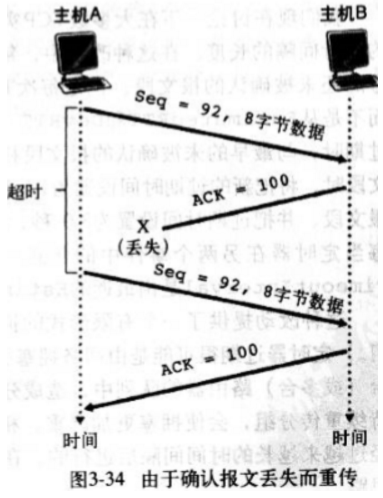 主机A
主机B
Seq = 92, 8字节数据
超时
ACK = 100
X
(丢失)
Seq = 92, 8字节数据
ACK = 100
时间
时间
图3-34 由于确认报文丢失而重传